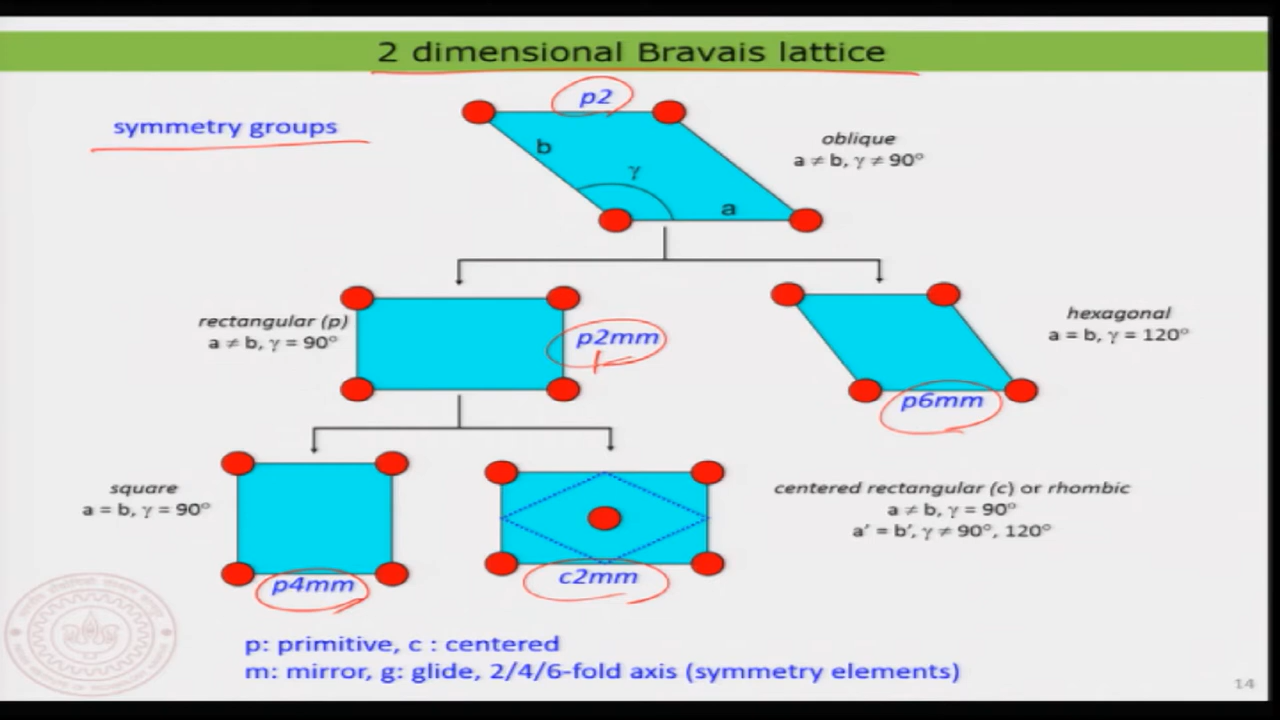 2 dimensional Bravais lattice
symmetry groups
p2
b
γ
a
oblique
a ≠ b, γ ≠ 90°
rectangular (p)
a ≠ b, γ = 90°
p2mm
hexagonal
a = b, γ = 120°
p6mm
square
a = b, γ = 90°
p4mm
c2mm
centered rectangular (c) or rhombic
a ≠ b, γ = 90°
a′ = b′, γ ≠ 90°, 120°
p: primitive, c : centered
m: mirror, g: glide, 2/4/6-fold axis (symmetry elements)
14